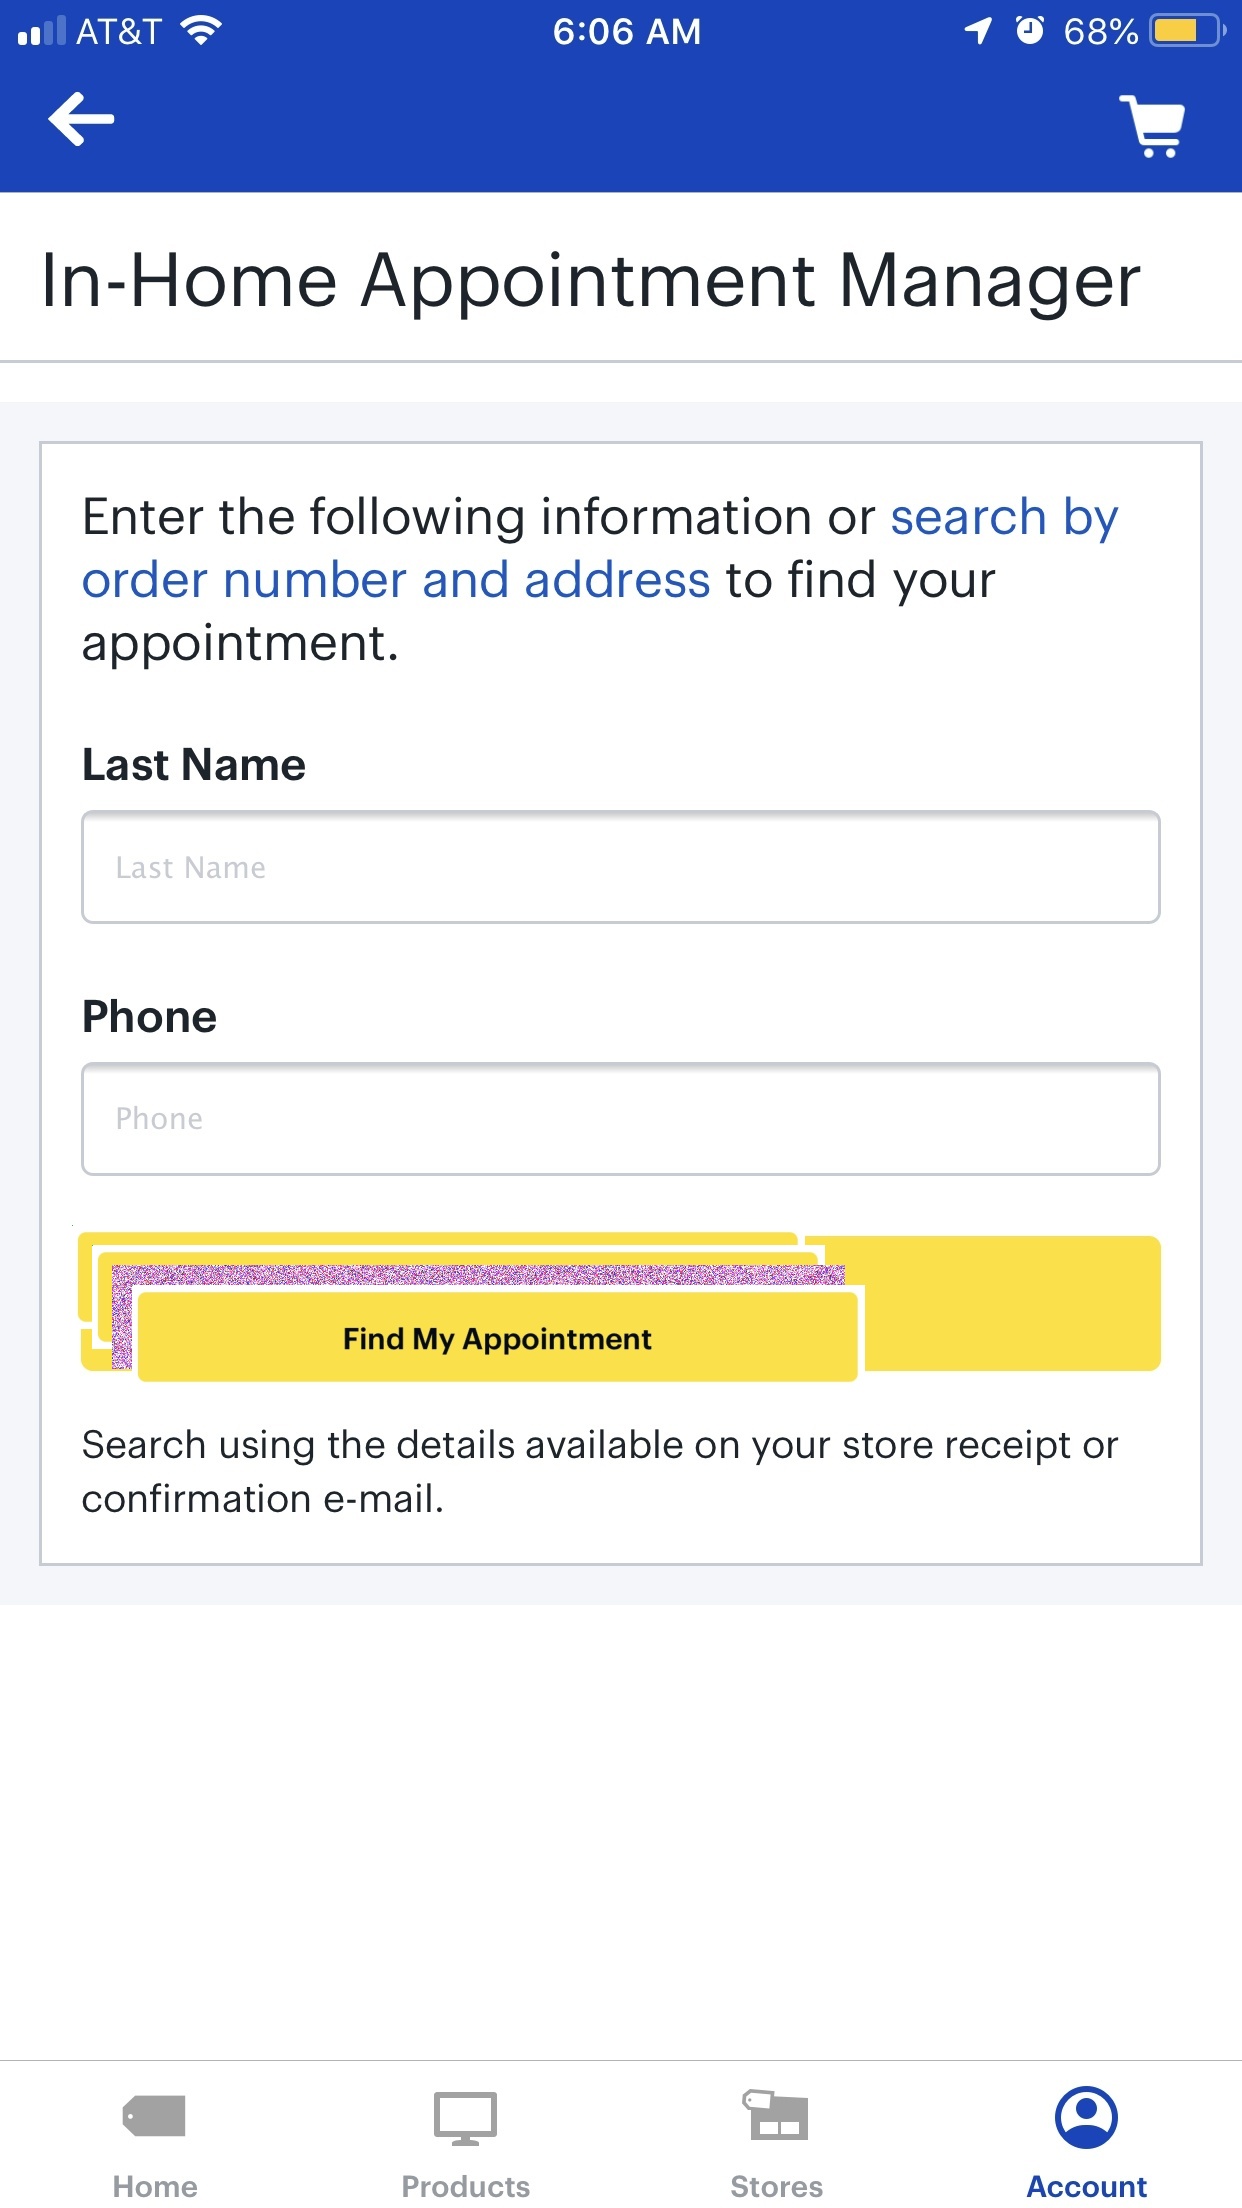 AT&T 6:06 AM 68%
In-Home Appointment Manager
Enter the following information or search by
order number and address to find your
appointment.
Last Name
Last Name
Phone
Phone
Find My Appointment
Search using the details available on your store receipt or
confirmation e-mail.
Home Products Stores Account